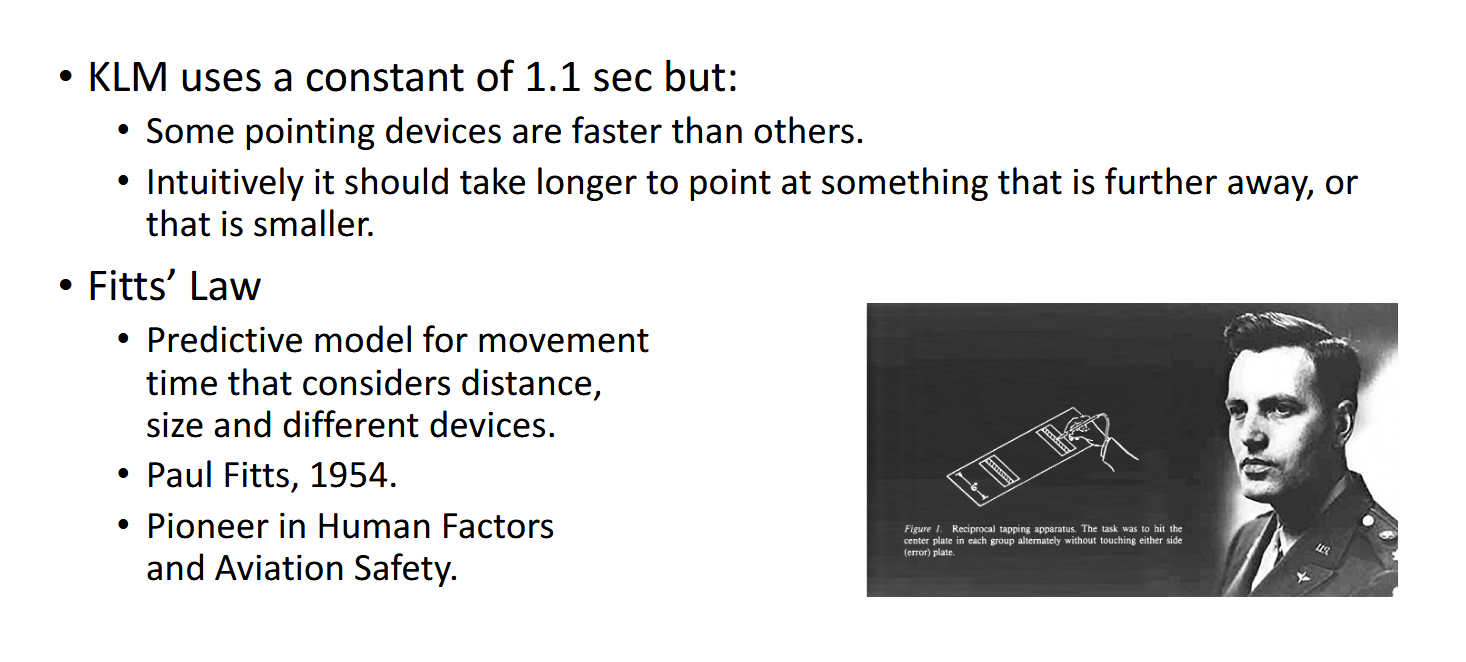 • KLM uses a constant of 1.1 sec but:
• Some pointing devices are faster than others.
• Intuitively it should take longer to point at something that is further away, or
that is smaller.
• Fitts’ Law
• Predictive model for movement
time that considers distance,
size and different devices.
• Paul Fitts, 1954.
• Pioneer in Human Factors
and Aviation Safety.
6
Figure 1. Reciprocal tapping apparatus. The task was to hit the
center plate in each group alternately without touching either side
(error) plate.
U.S.